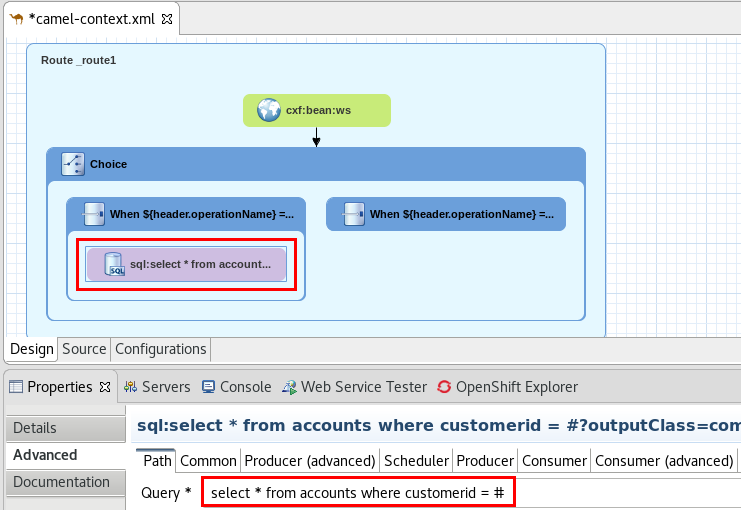 *camel-context.xml
Route _route1
cxf:bean:ws
Choice
When ${header.operationName} =...
When ${header.operationName} =...
sql:select * from account...
SQL
Design Source Configurations
Properties Servers Console Web Service Tester OpenShift Explorer
Details
Advanced
Documentation
sql:select * from accounts where customerid = #?outputClass=com
Path Common Producer (advanced) Scheduler Producer Consumer Consumer (advanced)
Query * select * from accounts where customerid = #